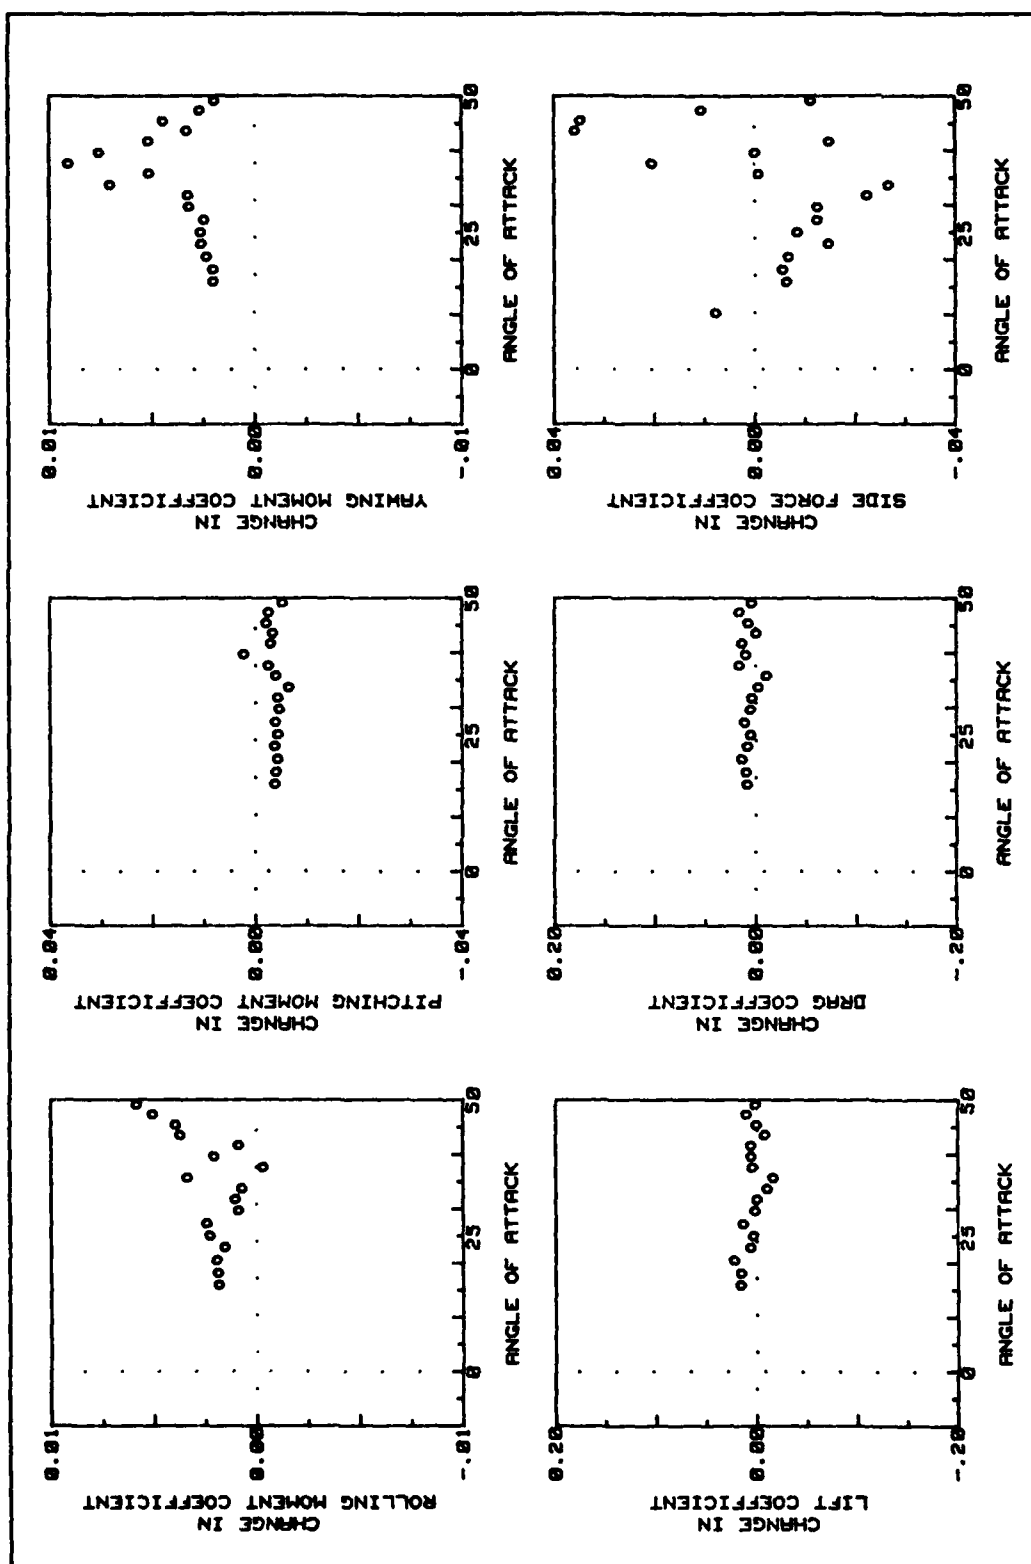 CHANGE IN
ROLLING MOMENT COEFFICIENT
0.01
0.00
-.01
0 25 50
ANGLE OF ATTACK
CHANGE IN
PITCHING MOMENT COEFFICIENT
0.04
0.00
-.04
0 25 50
ANGLE OF ATTACK
CHANGE IN
YAWING MOMENT COEFFICIENT
0.01
0.00
-.01
0 25 50
ANGLE OF ATTACK
CHANGE IN
LIFT COEFFICIENT
0.20
0.00
-.20
0 25 50
ANGLE OF ATTACK
CHANGE IN
DRAG COEFFICIENT
0.20
0.00
-.20
0 25 50
ANGLE OF ATTACK
CHANGE IN
SIDE FORCE COEFFICIENT
0.04
0.00
-.04
0 25 50
ANGLE OF ATTACK